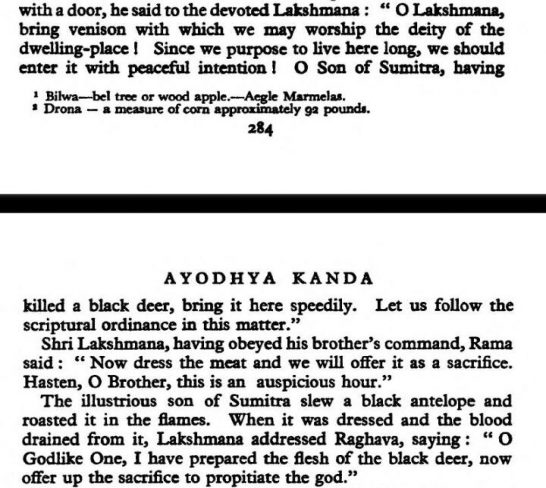 with a door, he said to the devoted Lakshmana : “ O Lakshmana,
bring venison with which we may worship the deity of the
dwelling-place ! Since we purpose to live here long, we should
enter it with peaceful intention ! O Son of Sumitra, having
¹ Bilwa—bel tree or wood apple.—Aegle Marmelas.
² Drona — a measure of corn approximately 92 pounds.
284
AYODHYA KANDA
killed a black deer, bring it here speedily. Let us follow the
scriptural ordinance in this matter.”
Shri Lakshmana, having obeyed his brother’s command, Rama
said : “ Now dress the meat and we will offer it as a sacrifice.
Hasten, O Brother, this is an auspicious hour.”
The illustrious son of Sumitra slew a black antelope and
roasted it in the flames. When it was dressed and the blood
drained from it, Lakshmana addressed Raghava, saying : “ O
Godlike One, I have prepared the flesh of the black deer, now
offer up the sacrifice to propitiate the god.”